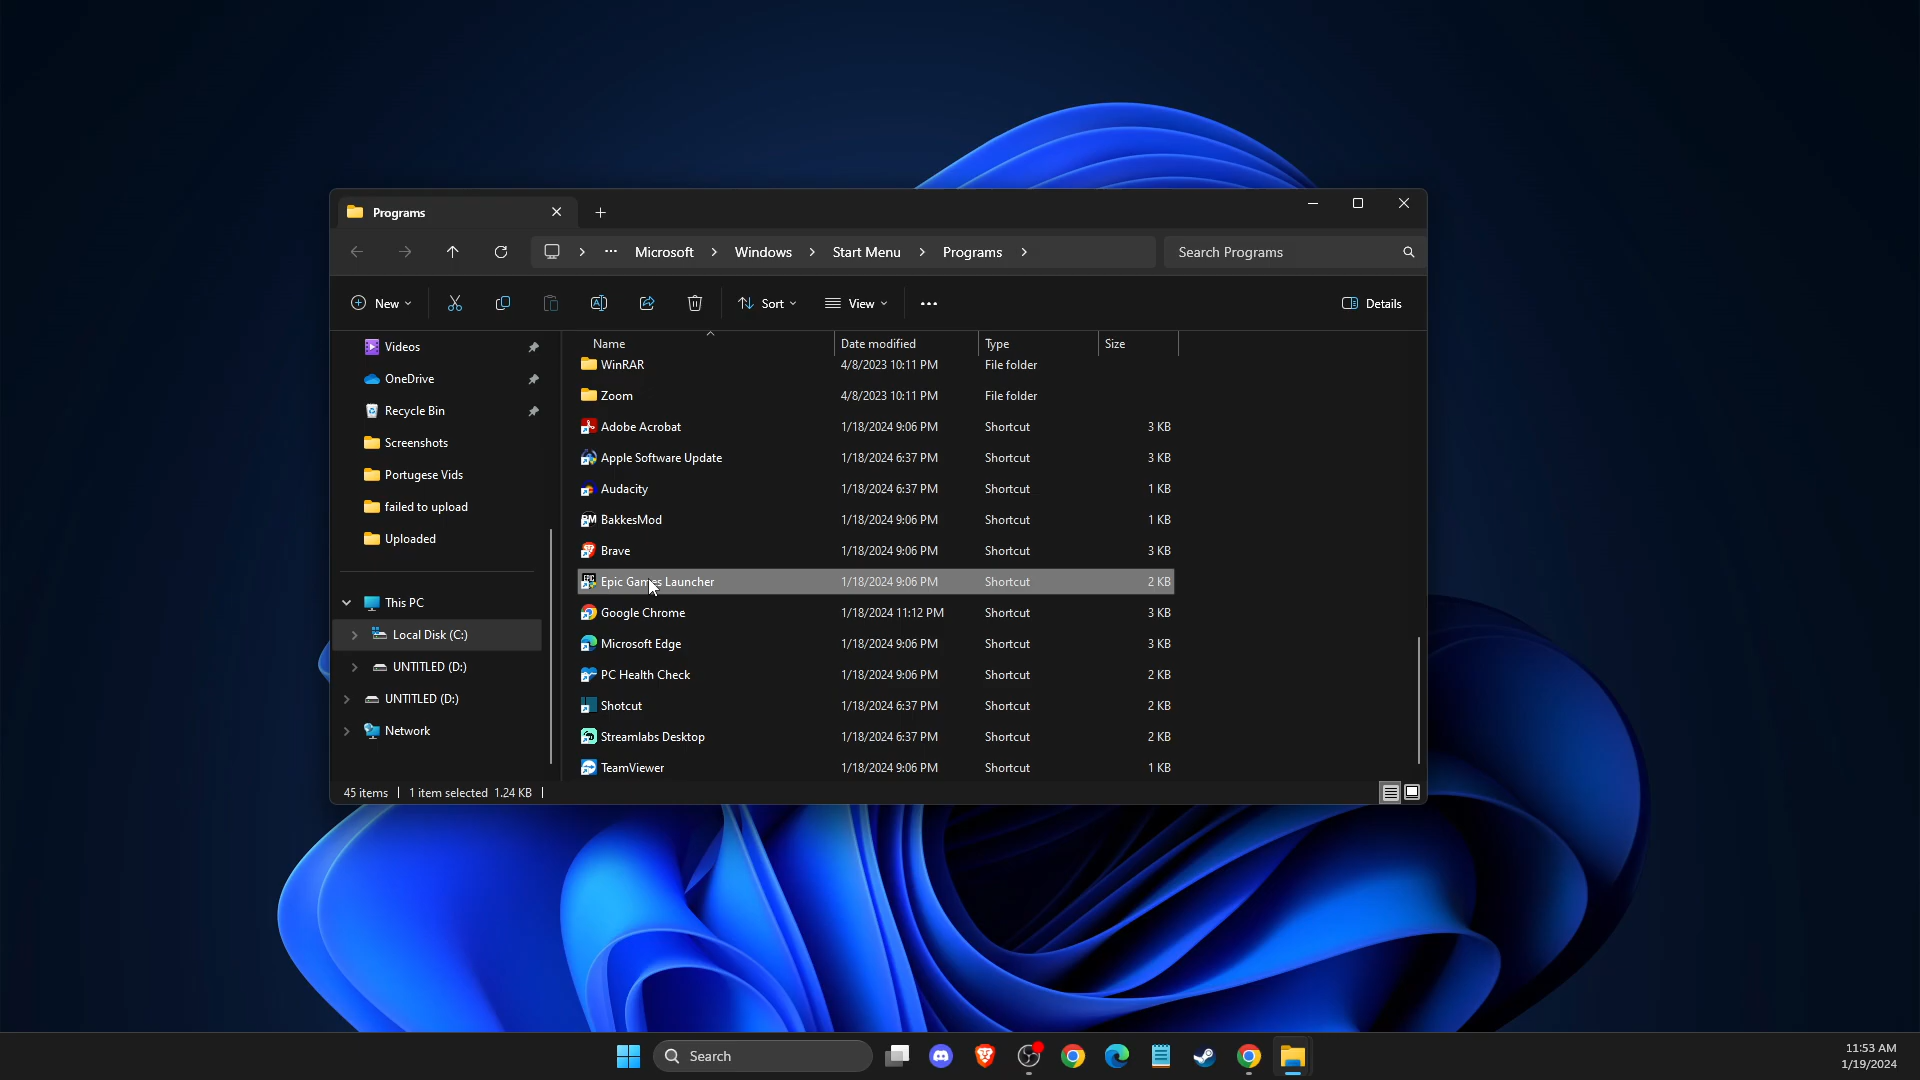 Programs
Microsoft Windows Start Menu Programs
Search Programs
New Sort View Details
Videos
OneDrive
Recycle Bin
Screenshots
Portugese Vids
failed to upload
Uploaded
This PC
Local Disk (C:)
UNTITLED (D:)
UNTITLED (D:)
Network
Name Date modified Type Size
WinRAR 4/8/2023 10:11 PM File folder
Zoom 4/8/2023 10:11 PM File folder
Adobe Acrobat 1/18/2024 9:06 PM Shortcut 3 KB
Apple Software Update 1/18/2024 6:37 PM Shortcut 3 KB
Audacity 1/18/2024 6:37 PM Shortcut 1 KB
BakkesMod 1/18/2024 9:06 PM Shortcut 1 KB
Brave 1/18/2024 9:06 PM Shortcut 3 KB
Epic Games Launcher 1/18/2024 9:06 PM Shortcut 2 KB
Google Chrome 1/18/2024 11:12 PM Shortcut 3 KB
Microsoft Edge 1/18/2024 9:06 PM Shortcut 3 KB
PC Health Check 1/18/2024 9:06 PM Shortcut 2 KB
Shotcut 1/18/2024 6:37 PM Shortcut 2 KB
Streamlabs Desktop 1/18/2024 6:37 PM Shortcut 2 KB
TeamViewer 1/18/2024 9:06 PM Shortcut 1 KB
45 items 1 item selected 1.24 KB
Search
11:53 AM
1/19/2024